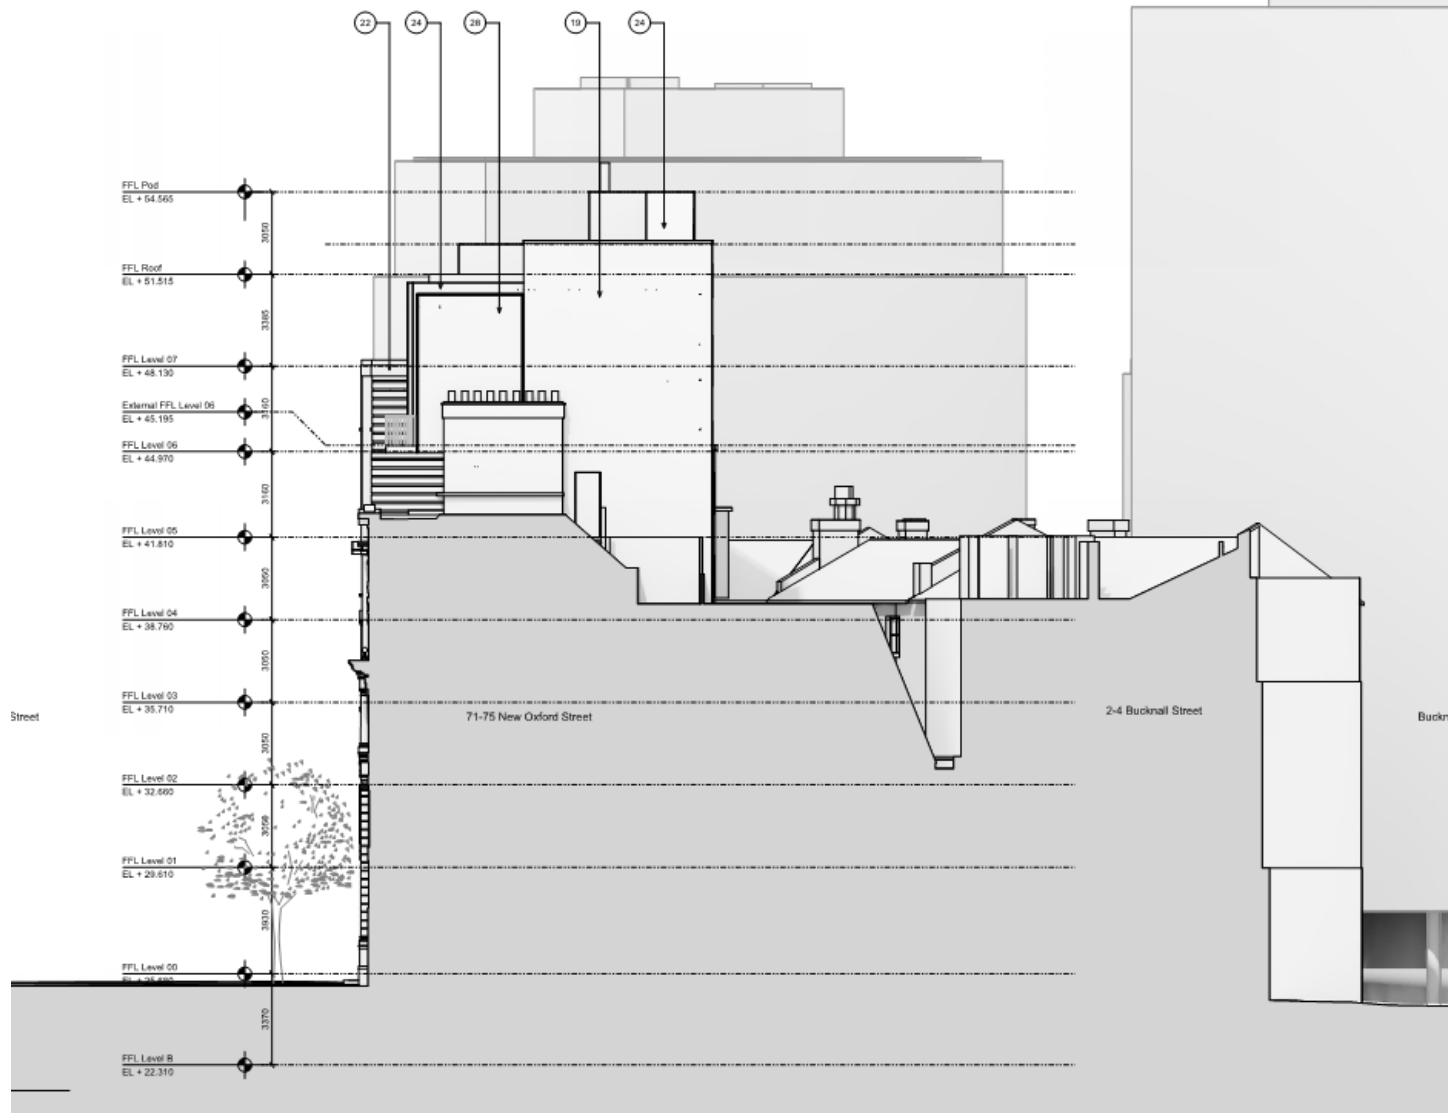 22 24 28 19 24
FFL Pod
EL + 54.565
3050
FFL Roof
EL + 51.515
3385
FFL Level 07
EL + 48.130
3160
External FFL Level 06
EL + 45.195
FFL Level 06
EL + 44.970
3160
FFL Level 05
EL + 41.810
3050
FFL Level 04
EL + 38.760
3050
FFL Level 03
EL + 35.710
Street
71-75 New Oxford Street
2-4 Bucknall Street
Buckn
3050
FFL Level 02
EL + 32.660
3050
FFL Level 01
EL + 29.610
3930
FFL Level 00
EL + 25.680
3370
FFL Level B
EL + 22.310